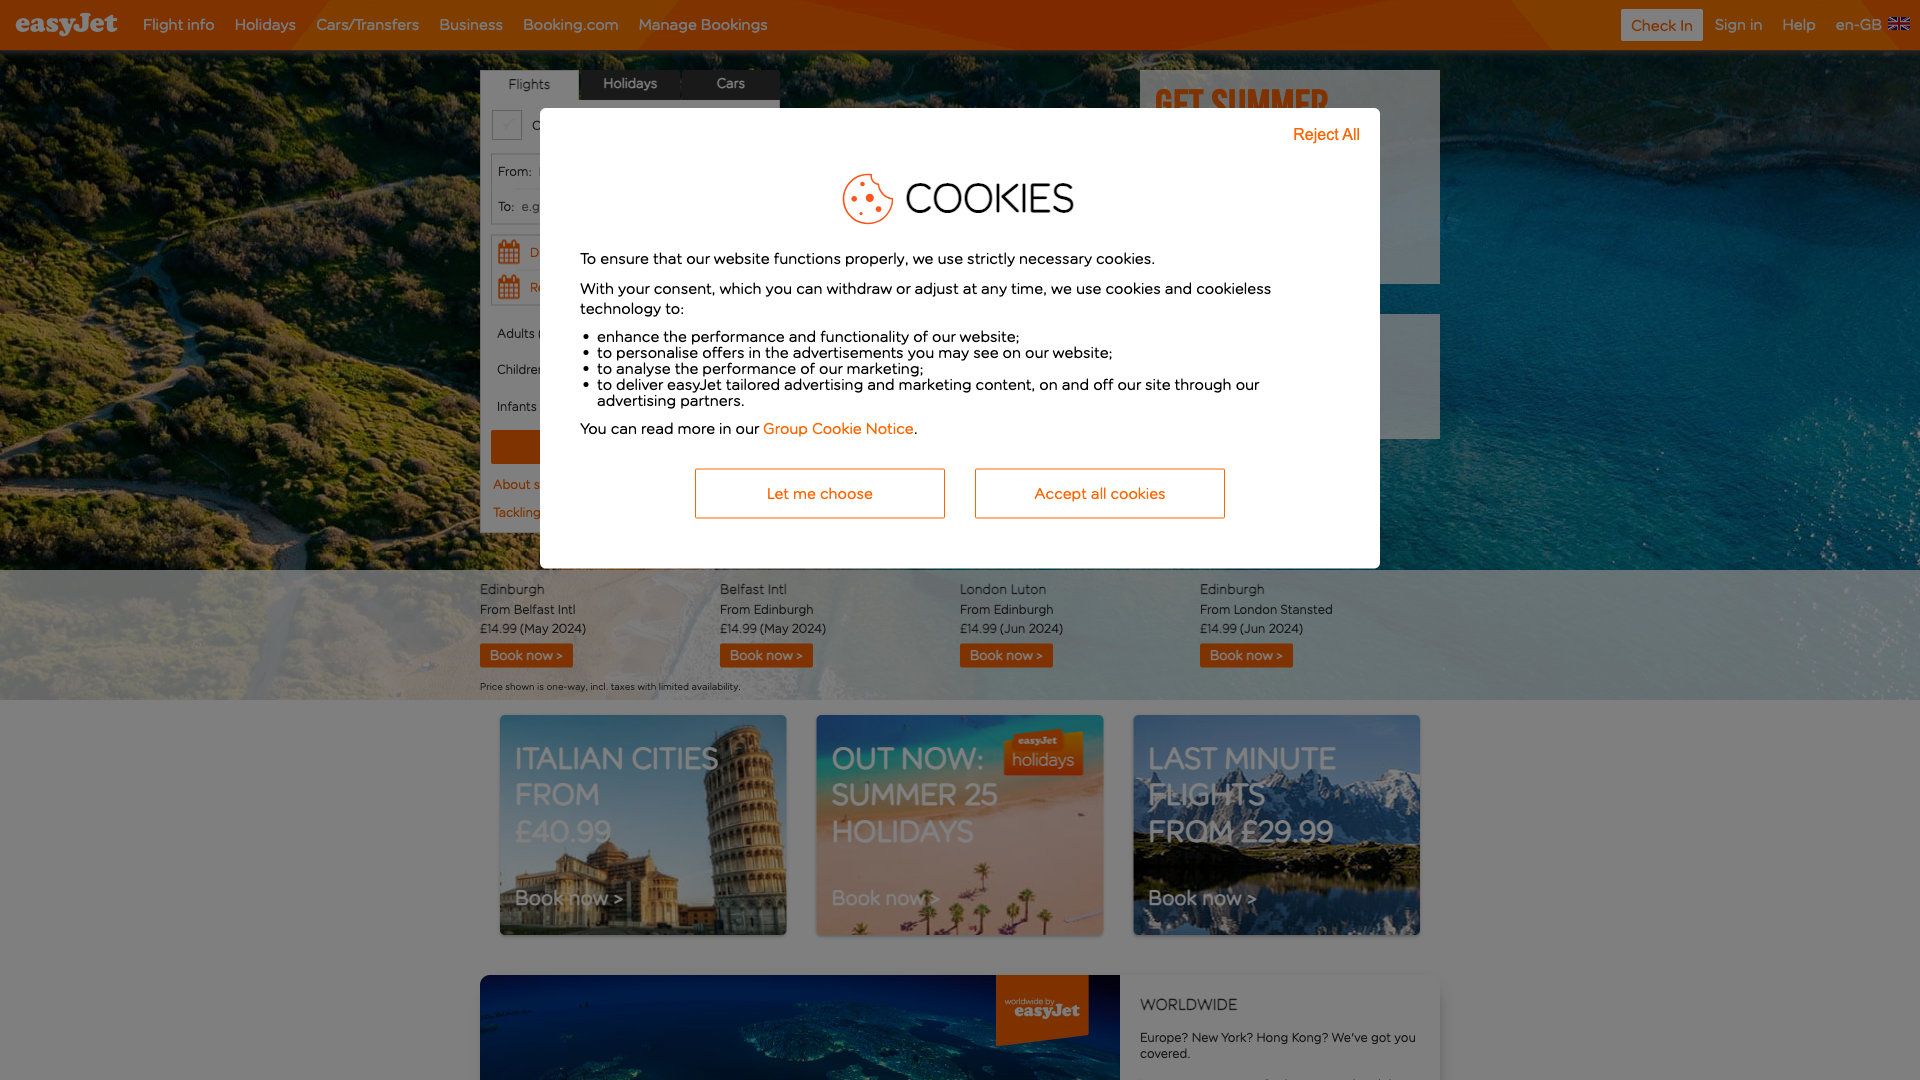 easyJet
Flight info
Holidays
Cars/Transfers
Business
Booking.com
Manage Bookings
Check In
Sign in
Help
en-GB
Flights
Holidays
Cars
GET SUMMER
From:
To: e.g
Adults
Infants
About
Tackling
Reject All
COOKIES
To ensure that our website functions properly, we use strictly necessary cookies.
With your consent, which you can withdraw or adjust at any time, we use cookies and cookieless
technology to:
• enhance the performance and functionality of our website;
• to personalise offers in the advertisements you may see on our website;
• to analyse the performance of our marketing;
• to deliver easyJet tailored advertising and marketing content, on and off our site through our
advertising partners.
You can read more in our Group Cookie Notice.
Let me choose
Accept all cookies
Edinburgh
From Belfast Intl
£14.99 (May 2024)
Book now >
Belfast Intl
From Edinburgh
£14.99 (May 2024)
Book now >
London Luton
From Edinburgh
£14.99 (Jun 2024)
Book now >
Edinburgh
From London Stansted
£14.99 (Jun 2024)
Book now >
Price shown is one-way, incl. taxes with limited availability.
ITALIAN CITIES
FROM
£40.99
Book now >
easyJet
holidays
OUT NOW:
SUMMER 25
HOLIDAYS
Book now >
LAST MINUTE
FLIGHTS
FROM £29.99
Book now >
worldwide by
easyJet
WORLDWIDE
Europe? New York? Hong Kong? We've got you
covered.